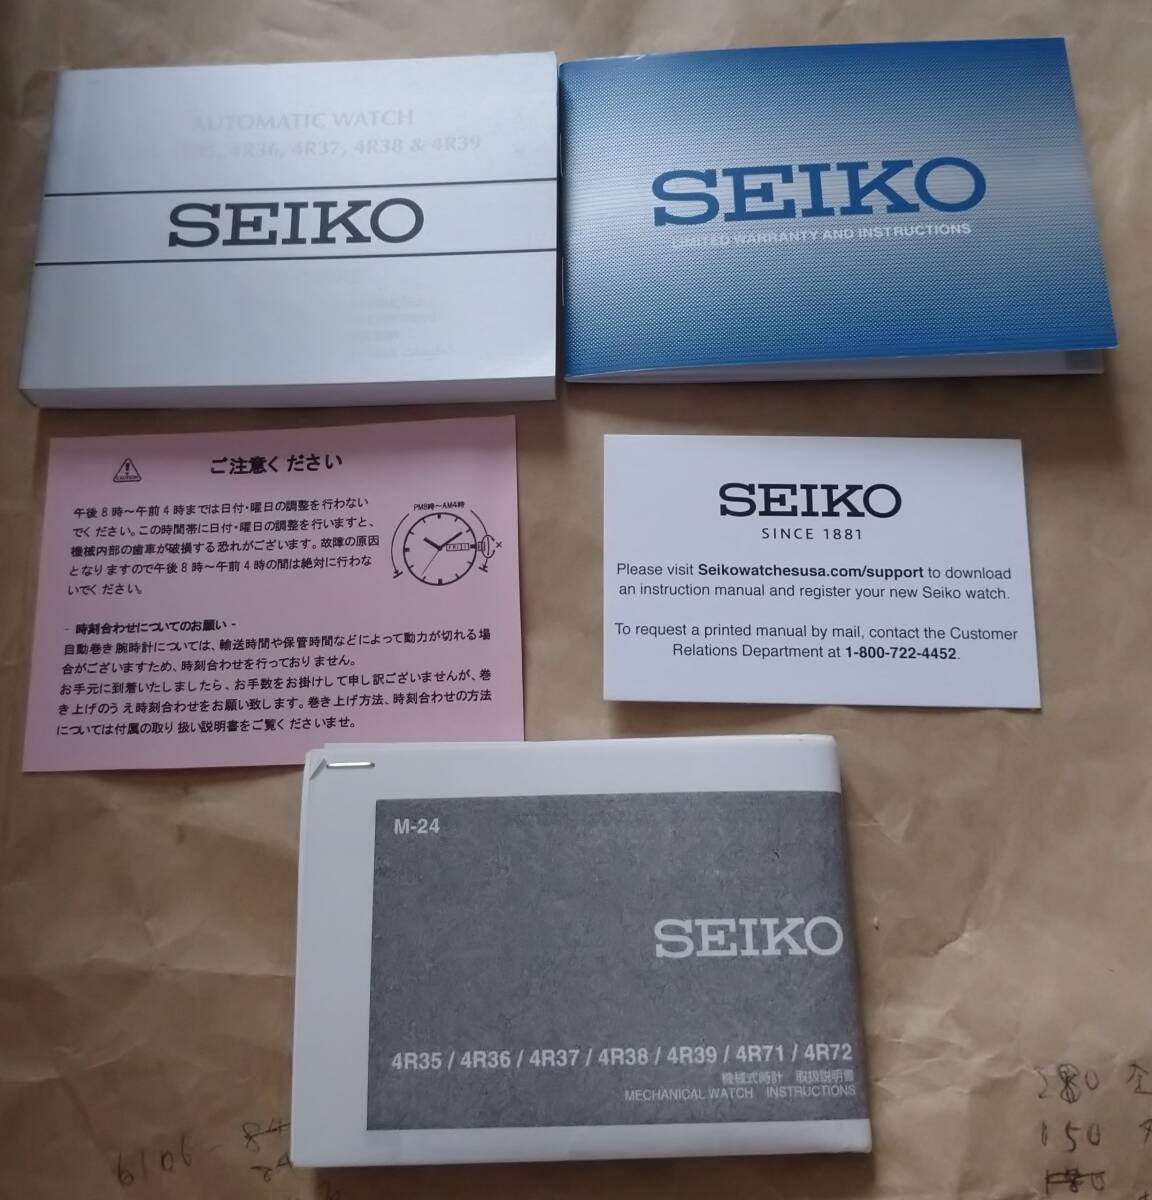 AUTOMATIC WATCH
4R36, 4R37, 4R38 & 4R39
SEIKO
SEIKO
LIMITED WARRANTY AND INSTRUCTIONS
CAUTION
ご注意ください
午後8時～午前4時までは日付・曜日の調整を行わない
でください。この時間帯に日付・曜日の調整を行いますと、
機械内部の歯車が破損する恐れがございます。故障の原因
となりますので午後8時～午前4時の間は絶対に行わな
いでください。
PM8時～AM4時
- 時刻合わせについてのお願い -
自動巻き腕時計については、輸送時間や保管時間などによって動力が切れる場
合がございますため、時刻合わせを行っておりません。
お手元に到着いたしましたら、お手数をお掛けして申し訳ございませんが、巻
き上げのうえ時刻合わせをお願い致します。巻き上げ方法、時刻合わせの方法
については付属の取り扱い説明書をご覧くださいませ。
SEIKO
SINCE 1881
Please visit Seikowatchesusa.com/support to download
an instruction manual and register your new Seiko watch.
To request a printed manual by mail, contact the Customer
Relations Department at 1-800-722-4452.
M-24
SEIKO
4R35 / 4R36 / 4R37 / 4R38 / 4R39 / 4R71 / 4R72
機械式時計 取扱説明書
MECHANICAL WATCH INSTRUCTIONS
6106 -
150